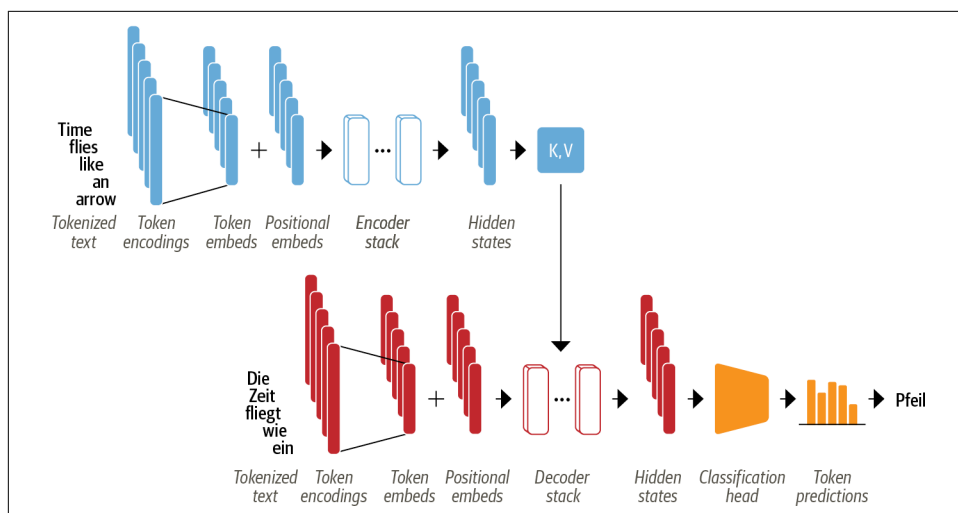 Time
flies
like
an
arrow
+
...
K, V
Tokenized text
Token encodings
Token embeds
Positional embeds
Encoder stack
Hidden states
Die
Zeit
fliegt
wie
ein
+
...
Pfeil
Tokenized text
Token encodings
Token embeds
Positional embeds
Decoder stack
Hidden states
Classification head
Token predictions